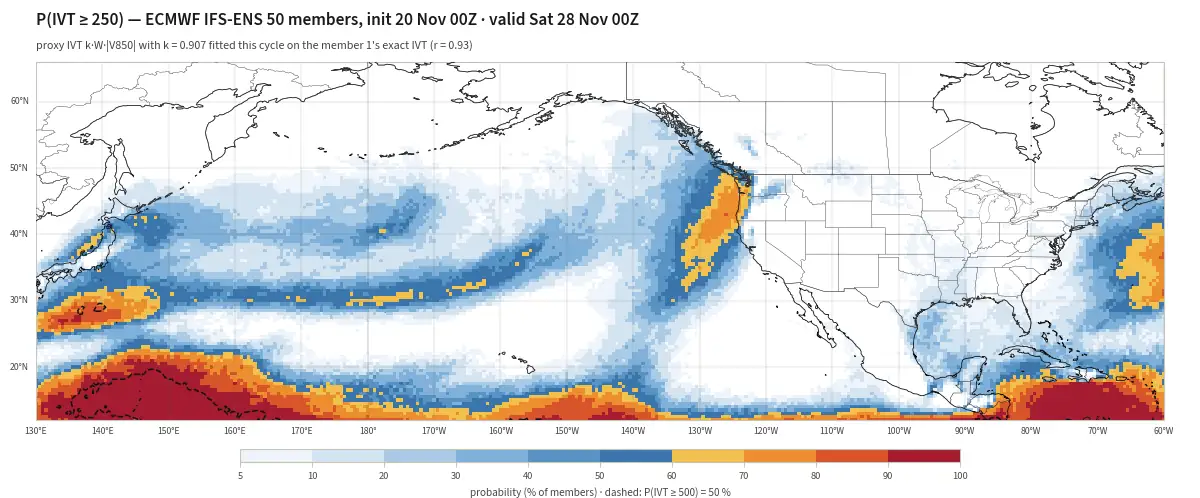 P(IVT ≥ 250) — ECMWF IFS-ENS 50 members, init 20 Nov 00Z · valid Sat 28 Nov 00Z
proxy IVT k·W·|V850| with k = 0.907 fitted this cycle on the member 1's exact IVT (r = 0.93)
60°N
50°N
40°N
30°N
20°N
130°E 140°E 150°E 160°E 170°E 180° 170°W 160°W 150°W 140°W 130°W 120°W 110°W 100°W 90°W 80°W 70°W 60°W
5 10 20 30 40 50 60 70 80 90 100
probability (% of members) · dashed: P(IVT ≥ 500) = 50 %